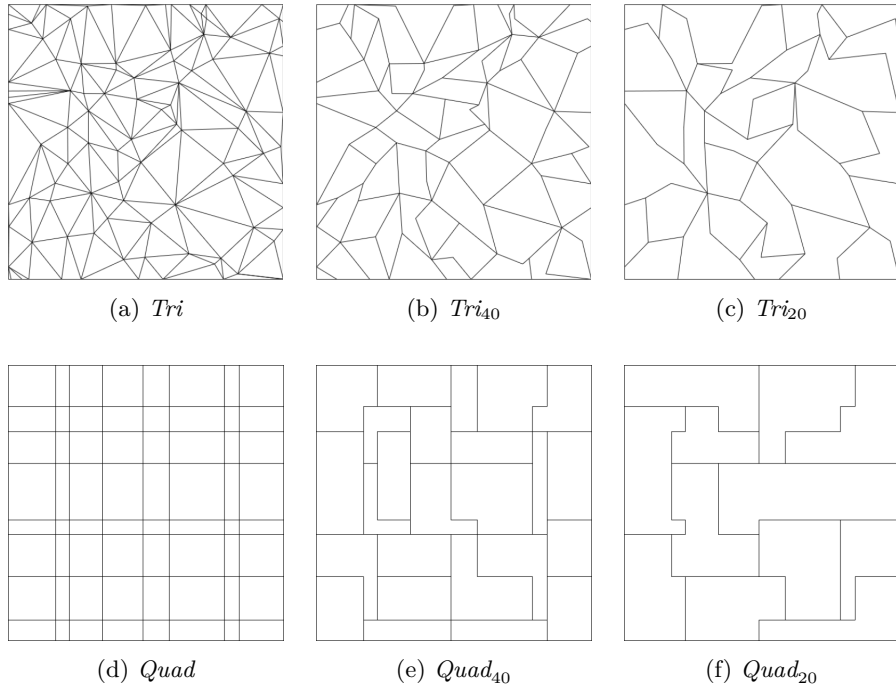 (a) Tri
(b) Tri₄₀
(c) Tri₂₀
(d) Quad
(e) Quad₄₀
(f) Quad₂₀